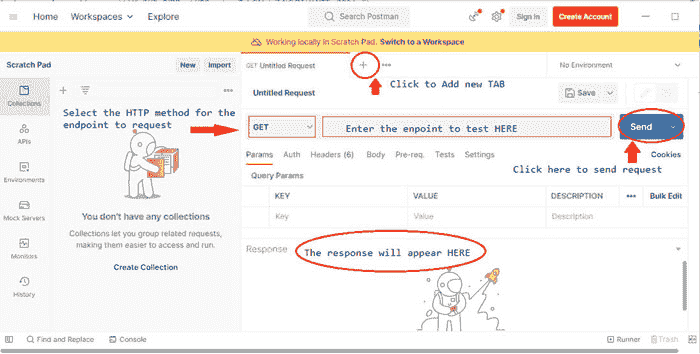 Home Workspaces Explore Search Postman Sign In Create Account
Working locally in Scratch Pad. Switch to a Workspace
Scratch Pad New Import
GET Untitled Request + ooo No Environment
Click to Add new TAB
Untitled Request Save
Collections
Select the HTTP method for the
endpoint to request
GET Enter the enpoint to test HERE Send
APIs
Params Auth Headers (6) Body Pre-req. Tests Settings Cookies
Click here to send request
Environments
Query Params
KEY VALUE DESCRIPTION ooo Bulk Edit
Key Value Description
Mock Servers
You don't have any collections
Collections let you group related requests,
making them easier to access and run.
Create Collection
Monitors
Response The response will appear HERE
History
Find and Replace Console Runner Trash